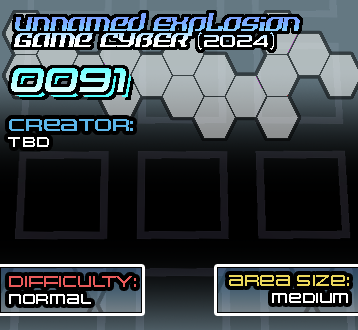 Unnamed Explosion
Game Cyber (2024)
0091
Creator:
TBD
Difficulty:
Normal
Area Size:
Medium